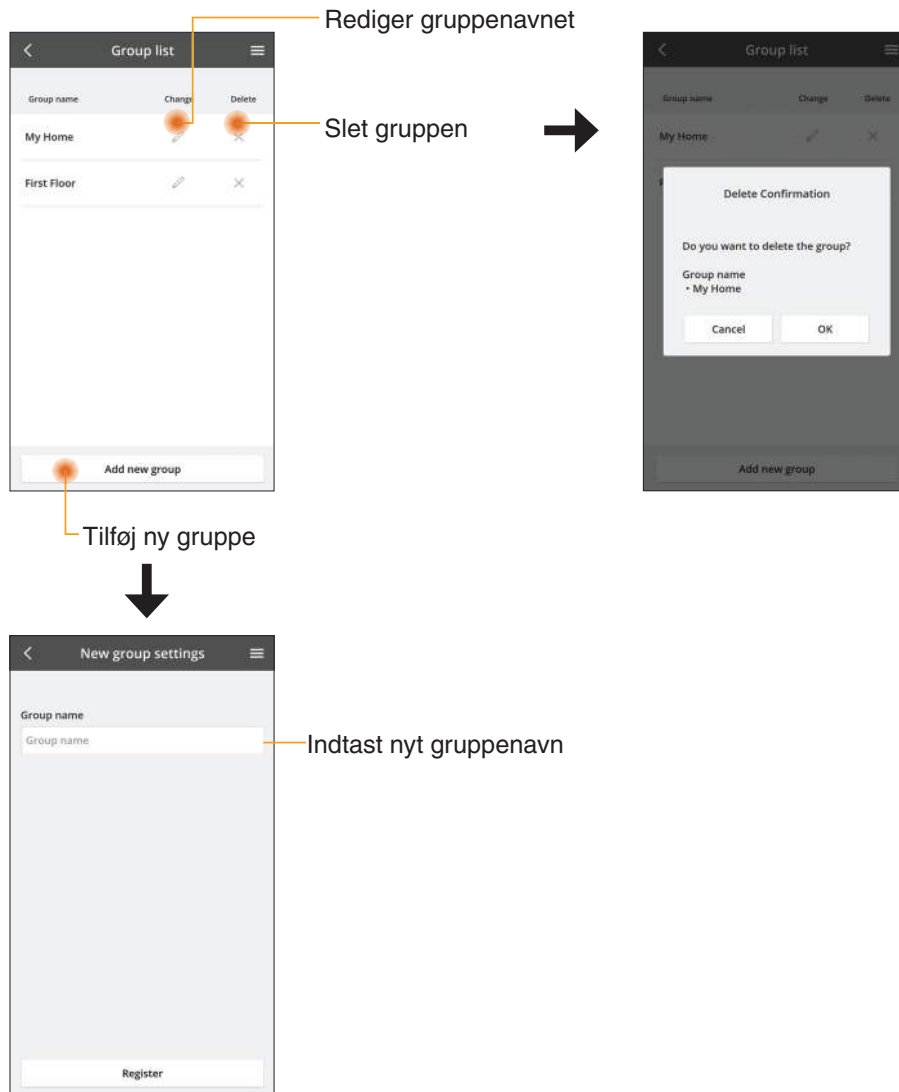 Rediger gruppenavnet
Group list
Group name Change Delete
My Home
First Floor
Slet gruppen
Add new group
Tilføj ny gruppe
Group list
Group name Change Delete
My Home
Delete Confirmation
Do you want to delete the group?
Group name
• My Home
Cancel OK
Add new group
New group settings
Group name
Group name
Indtast nyt gruppenavn
Register